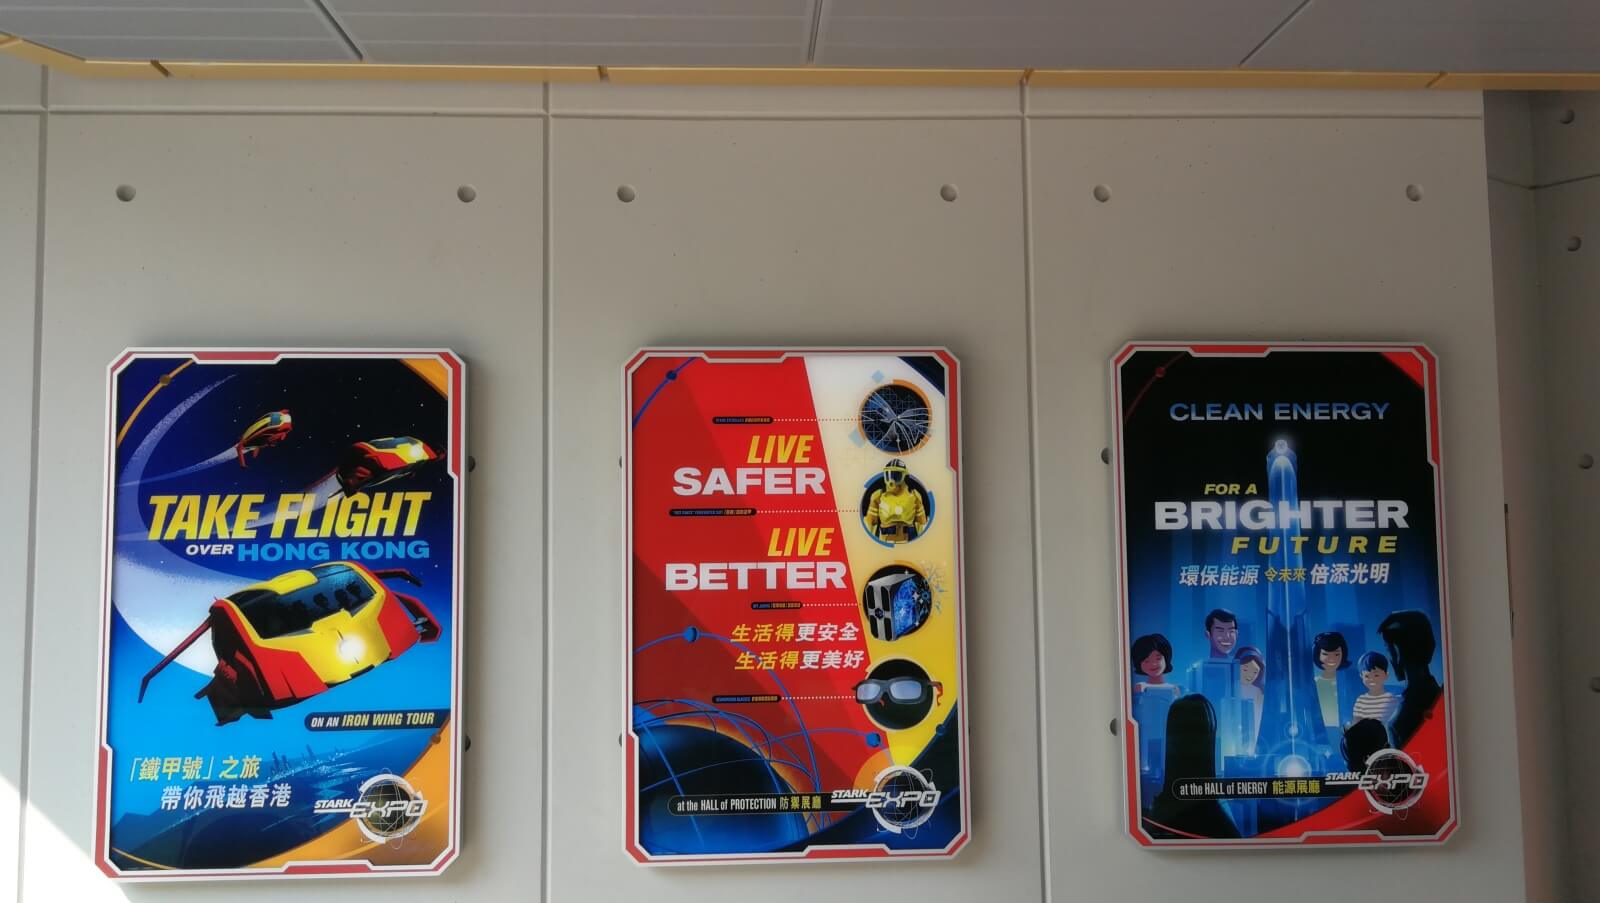 TAKE FLIGHT
OVER HONG KONG
ON AN IRON WING TOUR
「鐵甲號」之旅
帶你飛越香港
STARK EXPO
LIVE
SAFER
LIVE
BETTER
生活得更安全
生活得更美好
at the HALL of PROTECTION 防禦展廳
STARK EXPO
CLEAN ENERGY
FOR A
BRIGHTER
FUTURE
環保能源 令未來 倍添光明
at the HALL of ENERGY 能源展廳
STARK EXPO